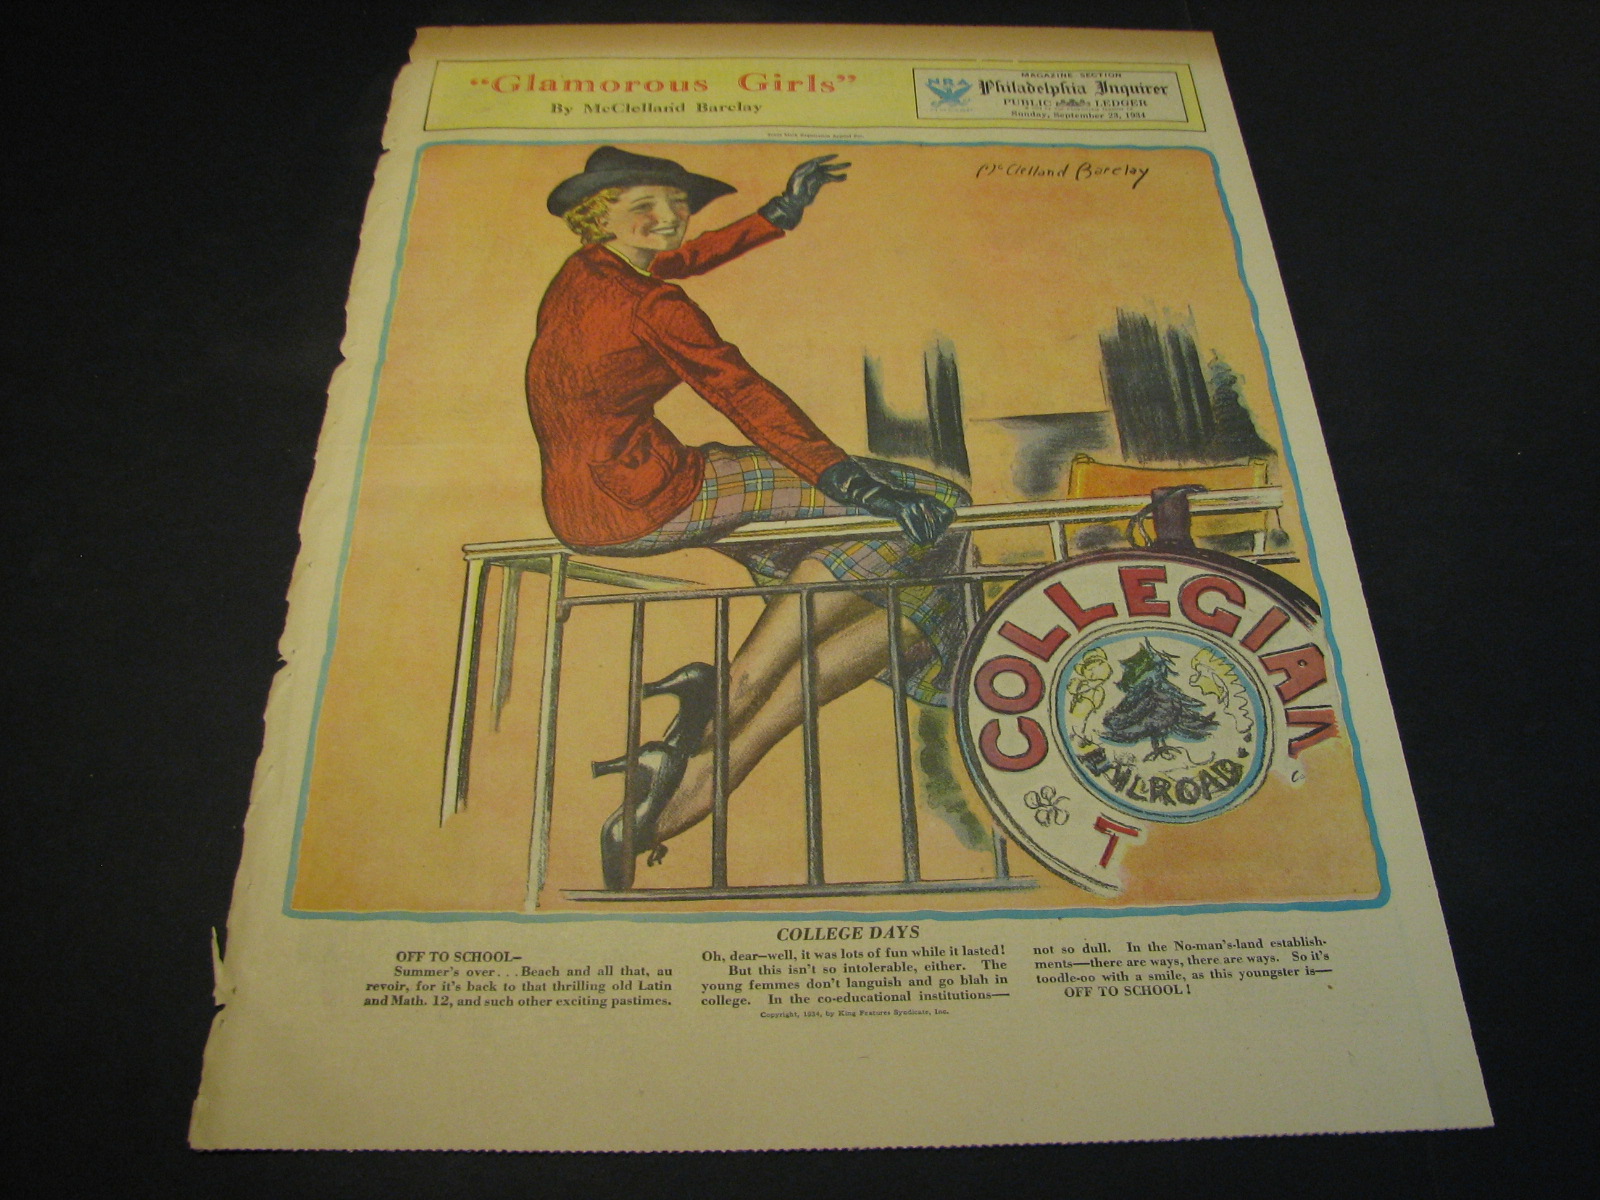 “Glamorous Girls”
By McClelland Barclay
NRA
MAGAZINE SECTION
Philadelphia Inquirer
PUBLIC LEDGER
Sunday, September 23, 1934
McClelland Barclay
COLLEGIAN
RAILROAD
T
COLLEGE DAYS
OFF TO SCHOOL—
Summer's over . . . Beach and all that, au
revoir, for it's back to that thrilling old Latin
and Math. 12, and such other exciting pastimes.
Oh, dear—well, it was lots of fun while it lasted!
But this isn't so intolerable, either. The
young femmes don't languish and go blah in
college. In the co-educational institutions—
not so dull. In the No-man's-land establish-
ments—there are ways, there are ways. So it's
toodle-oo with a smile, as this youngster is—
OFF TO SCHOOL!
Copyright, 1934, by King Features Syndicate, Inc.